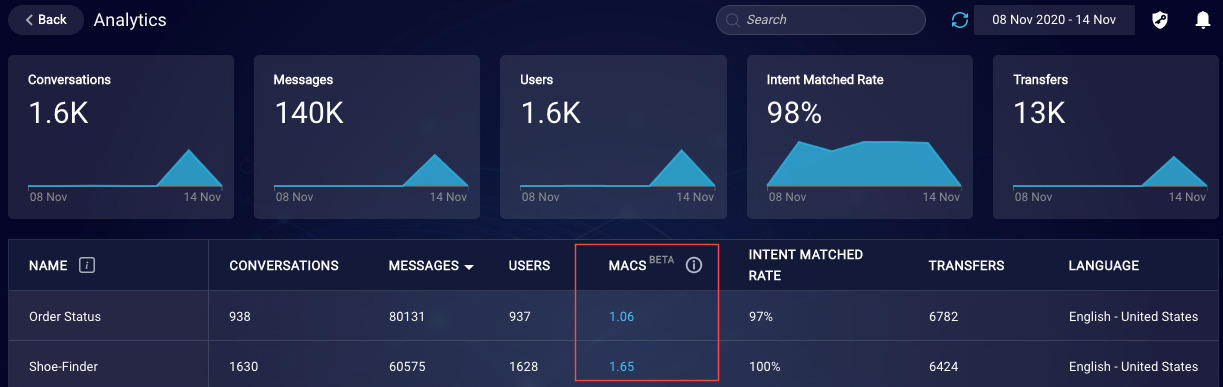 Back
Analytics
Search
08 Nov 2020 - 14 Nov
Conversations
1.6K
08 Nov
14 Nov
Messages
140K
08 Nov
14 Nov
Users
1.6K
08 Nov
14 Nov
Intent Matched Rate
98%
08 Nov
14 Nov
Transfers
13K
08 Nov
14 Nov
NAME CONVERSATIONS MESSAGES USERS MACS BETA INTENT MATCHED
RATE TRANSFERS LANGUAGE
Order Status 938 80131 937 1.06 97% 6782 English - United States
Shoe-Finder 1630 60575 1628 1.65 100% 6424 English - United States